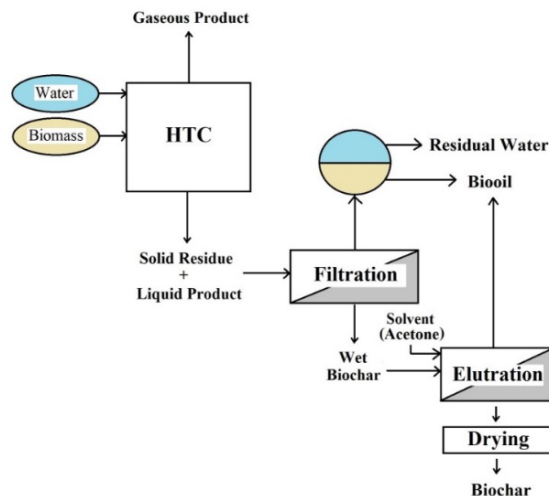 Gaseous Product
Water
Biomass
HTC
Residual Water
Biooil
Solid Residue
+
Liquid Product
Filtration
Solvent
(Acetone)
Wet
Biochar
Elutration
Drying
Biochar